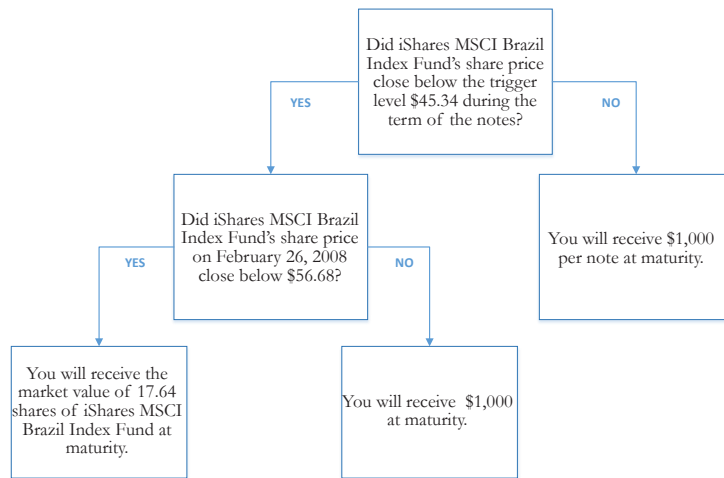 Did iShares MSCI Brazil
Index Fund's share price
close below the trigger
level $45.34 during the
term of the notes?
YES
NO
Did iShares MSCI Brazil
Index Fund's share price
on February 26, 2008
close below $56.68?
You will receive $1,000
per note at maturity.
YES
NO
You will receive the
market value of 17.64
shares of iShares MSCI
Brazil Index Fund at
maturity.
You will receive $1,000
at maturity.